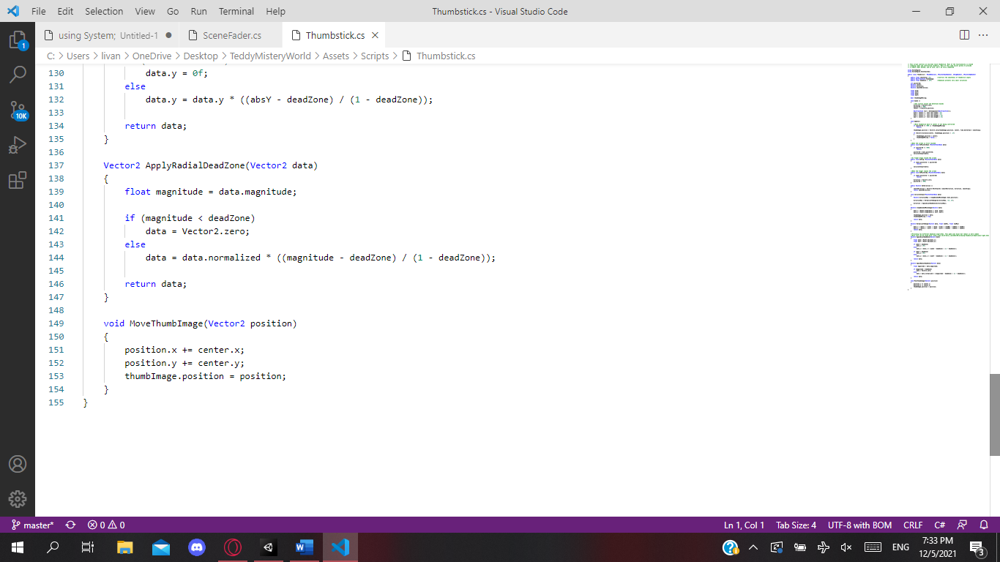 File Edit Selection View Go Run Terminal Help Thumbstick.cs - Visual Studio Code
using System; Untitled-1 SceneFader.cs Thumbstick.cs
C: > Users > livan > OneDrive > Desktop > TeddyMisteryWorld > Assets > Scripts > Thumbstick.cs
130 data.y = 0f;
131 else
132 data.y = data.y * ((absY - deadZone) / (1 - deadZone));
133
134 return data;
135 }
136
137 Vector2 ApplyRadialDeadZone(Vector2 data)
138 {
139 float magnitude = data.magnitude;
140
141 if (magnitude < deadZone)
142 data = Vector2.zero;
143 else
144 data = data.normalized * ((magnitude - deadZone) / (1 - deadZone));
145
146 return data;
147 }
148
149 void MoveThumbImage(Vector2 position)
150 {
151 position.x += center.x;
152 position.y += center.y;
153 thumbImage.position = position;
154 }
155 }
1
10K
master* 0 0 Ln 1, Col 1 Tab Size: 4 UTF-8 with BOM CRLF C#
ENG 7:33 PM
12/5/2021 3